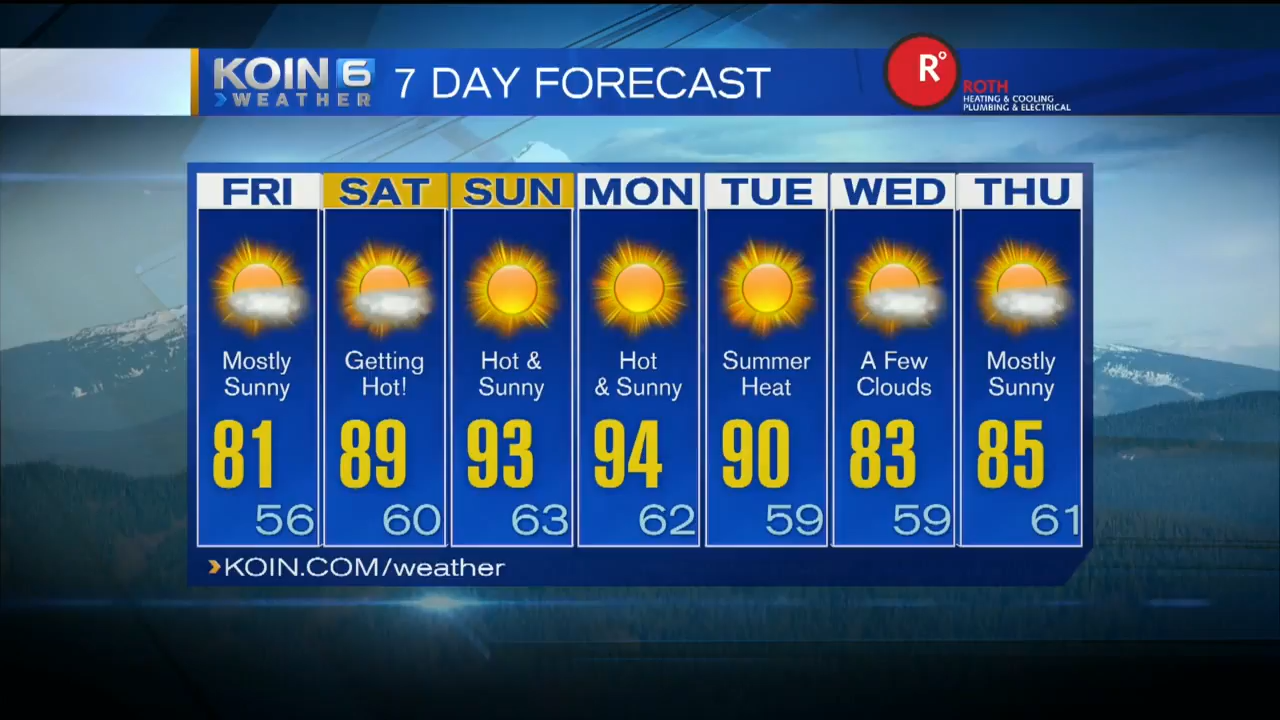 KOIN 6
WEATHER
7 DAY FORECAST
R°
ROTH
HEATING & COOLING
PLUMBING & ELECTRICAL
FRI SAT SUN MON TUE WED THU
Mostly Getting Hot & Hot Summer A Few Mostly
Sunny Hot! Sunny & Sunny Heat Clouds Sunny
81 89 93 94 90 83 85
56 60 63 62 59 59 61
KOIN.COM/weather